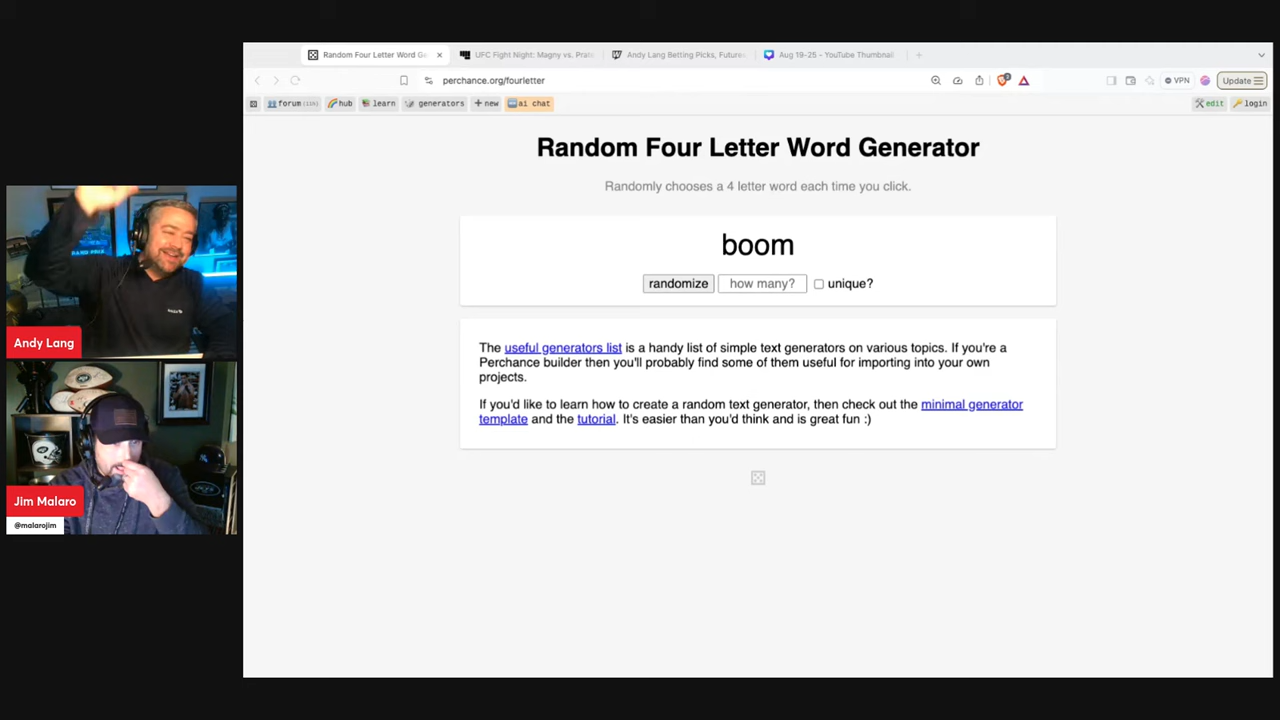 Random Four Letter Word Ge
UFC Fight Night: Magny vs. Prate
Andy Lang Betting Picks, Futures
Aug 19-25 - YouTube Thumbnail
perchance.org/fourletter
VPN
Update
forum
hub
learn
generators
+ new
ai chat
edit
login
Random Four Letter Word Generator
Randomly chooses a 4 letter word each time you click.
boom
randomize
how many?
unique?
The useful generators list is a handy list of simple text generators on various topics. If you're a
Perchance builder then you'll probably find some of them useful for importing into your own
projects.
If you'd like to learn how to create a random text generator, then check out the minimal generator
template and the tutorial. It's easier than you'd think and is great fun :)
Andy Lang
Jim Malaro
@malarojim